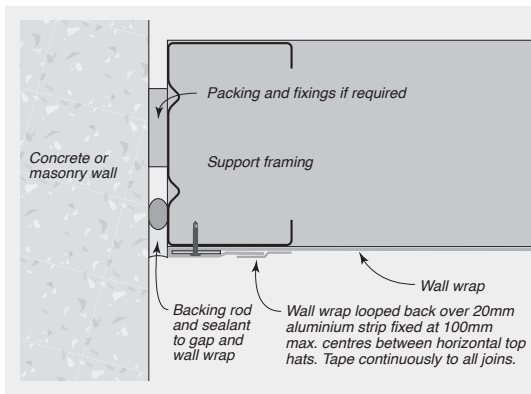 Packing and fixings if required
Concrete or
masonry wall
Support framing
Wall wrap
Backing rod
and sealant
to gap and
wall wrap
Wall wrap looped back over 20mm
aluminium strip fixed at 100mm
max. centres between horizontal top
hats. Tape continuously to all joins.